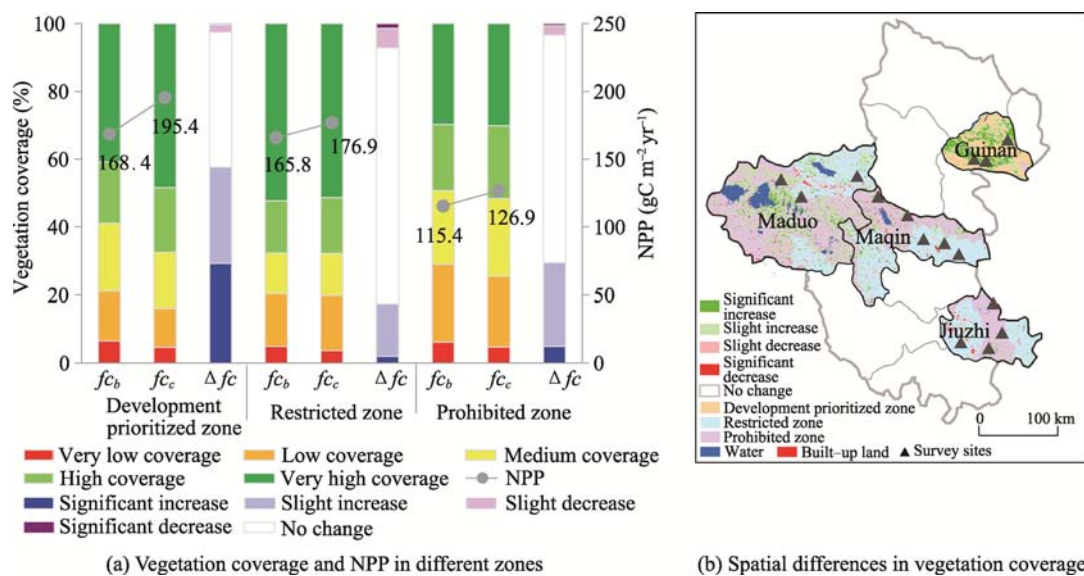 Vegetation coverage (%)
100
80
60
40
20
0
250
200
150
100
50
0
NPP (gC m⁻² yr⁻¹)
168.4
195.4
165.8
176.9
115.4
126.9
fc_b fc_c Δ fc fc_b fc_c Δ fc fc_b fc_c Δ fc
Development
prioritized zone
Restricted zone
Prohibited zone
Very low coverage Low coverage Medium coverage
High coverage Very high coverage NPP
Significant increase Slight increase Slight decrease
Significant decrease No change
(a) Vegetation coverage and NPP in different zones
Guinan
Maduo
Maqin
Jiuzhi
Significant
increase
Slight increase
Slight decrease
Significant
decrease
No change
Development prioritized zone
Restricted zone
Prohibited zone
Water Built–up land Survey sites
0 100 km
(b) Spatial differences in vegetation coverage